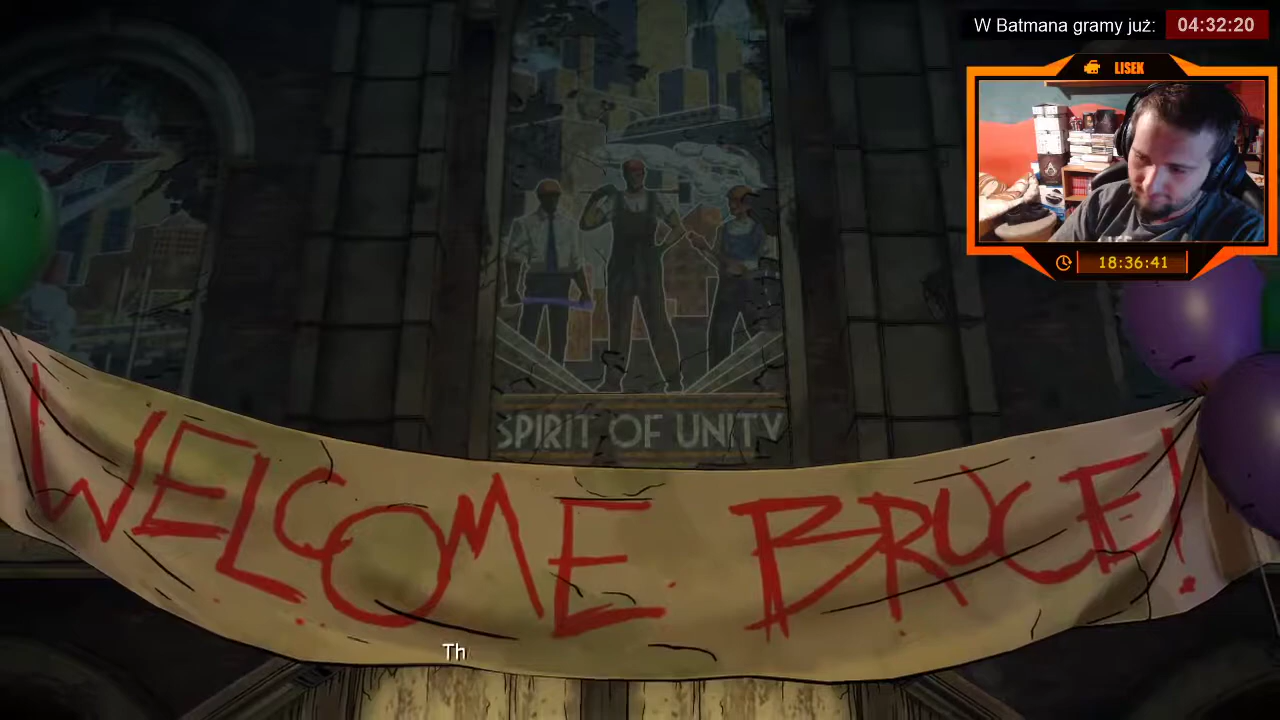 W Batmana gramy już: 04:32:20
LISEK
18:36:41
SPIRIT OF UNITY
WELCOME BRUCE!
Th